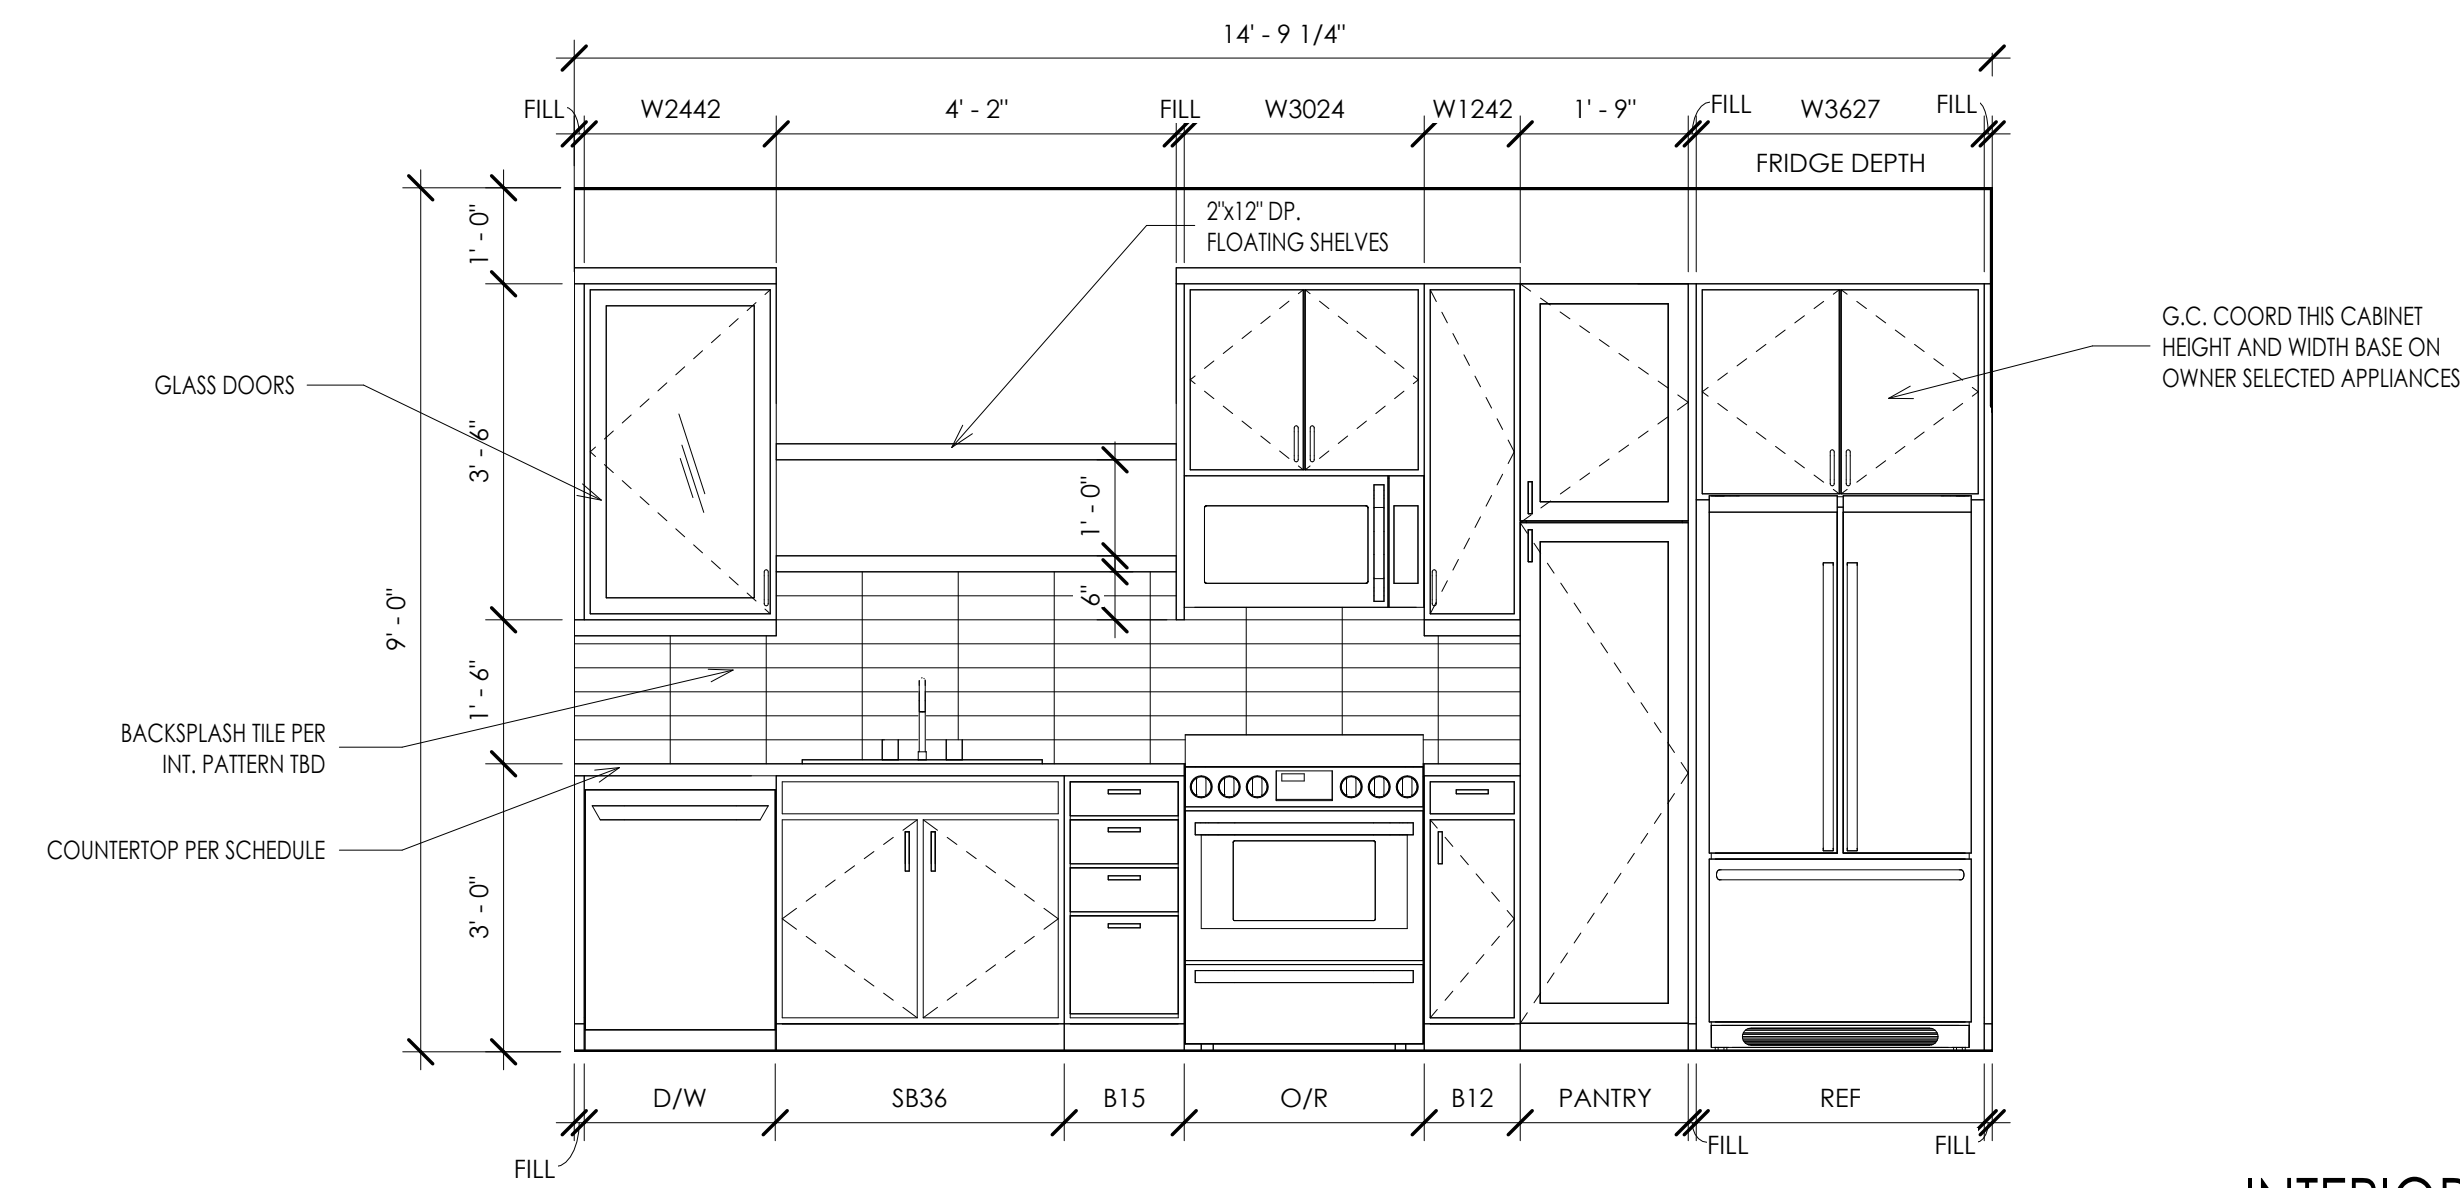 14' - 9 1/4"
FILL W2442 4' - 2" FILL W3024 W1242 1' - 9" FILL W3627 FILL
FRIDGE DEPTH
2"x12" DP.
FLOATING SHELVES
1' - 0"
G.C. COORD THIS CABINET
HEIGHT AND WIDTH BASE ON
OWNER SELECTED APPLIANCES
GLASS DOORS
3' - 6"
1' - 0"
6"
9' - 0"
1' - 6"
BACKSPLASH TILE PER
INT. PATTERN TBD
COUNTERTOP PER SCHEDULE
3' - 0"
D/W SB36 B15 O/R B12 PANTRY REF
FILL FILL FILL